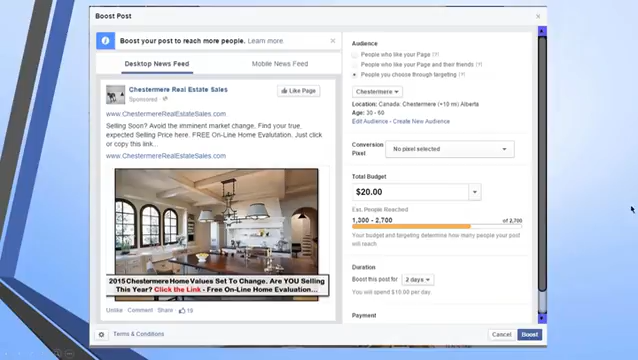 Boost Post
Boost your post to reach more people. Learn more
Desktop News Feed
Mobile News Feed
Chestermere Real Estate Sales
Sponsored
Like Page
www.ChestermereRealEstateSales.com
Selling Soon? Avoid the imminent market change, Find your true,
expected Selling Price here. FREE On-Line Home Evalutation. Just click
or copy this link...
www.ChestermereRealEstateSales.com
2015 Chestermere Home Values Set To Change. Are YOU Selling
This Year? Click the Link - Free On-Line Home Evaluation...
Unlike Comment Share 19
Terms & Conditions
Audience
People who like your Page [?]
People who like your Page and their friends [?]
People you choose through targeting [?]
Chestermere
Location: Canada: Chestermere (+10 mi) Alberta
Age: 30 - 60
Edit Audience - Create New Audience
Conversion
Pixel
No pixel selected
Total Budget
$20.00
Est. People Reached
1,300 - 2,700
of 2,700
Your budget and targeting determine how many people your post
will reach.
Duration
Boost this post for
2 days
You will spend $10.00 per day.
Payment
Cancel
Boost